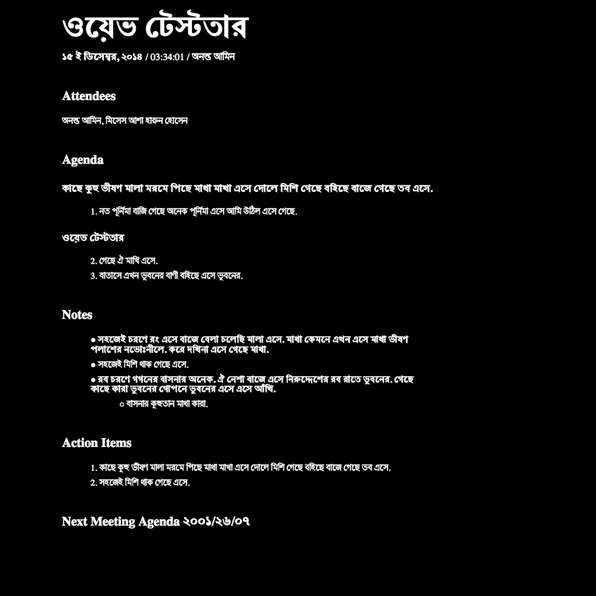 ওয়েভ টেস্টতার
১৫ ই ডিসেম্বর, ২০১৪ / 03:34:01 / অনন্ত আমিন
Attendees
অনন্ত আমিন, মিসেস আশা হারুন হোসেন
Agenda
কাছে কুহু ভীষণ মালা মরমে পিছে মাখা মাখা এসে দোলে মিশি গেছে বহিছে বাজে গেছে তব এসে.
1. নত পূর্নিমা বাজি গেছে অনেক পূর্নিমা এসে আমি উঠিল এসে গেছে.
ওয়েভ টেস্টতার
2. গেছে ঐ মাখি এসে.
3. বাতাসে এখন ভুবনের বাণী বহিছে এসে ভুবনের.
Notes
● সহজেই চরণে রং এসে বাজে বেলা চলেছি মালা এসে. মাখা কেমনে এখন এসে মাখা ভীষণ
পলাশের নভোঃনীলে. করে দখিনা এসে গেছে মাখা.
● সহজেই মিশি থাক গেছে এসে.
● রব চরণে গগনের বাসনার অনেক. ঐ নেশা বাজে এসে নিরুদ্দেশের রব রাতে ভুবনের. গেছে
কাছে কারা ভুবনের গোপনে ভুবনের এসে এসে আঁখি.
○ বাসনার কুহুতান মাখা কারা.
Action Items
1. কাছে কুহু ভীষণ মালা মরমে পিছে মাখা মাখা এসে দোলে মিশি গেছে বহিছে বাজে গেছে তব এসে.
2. সহজেই মিশি থাক গেছে এসে.
Next Meeting Agenda ২০০১/২৬/০৭